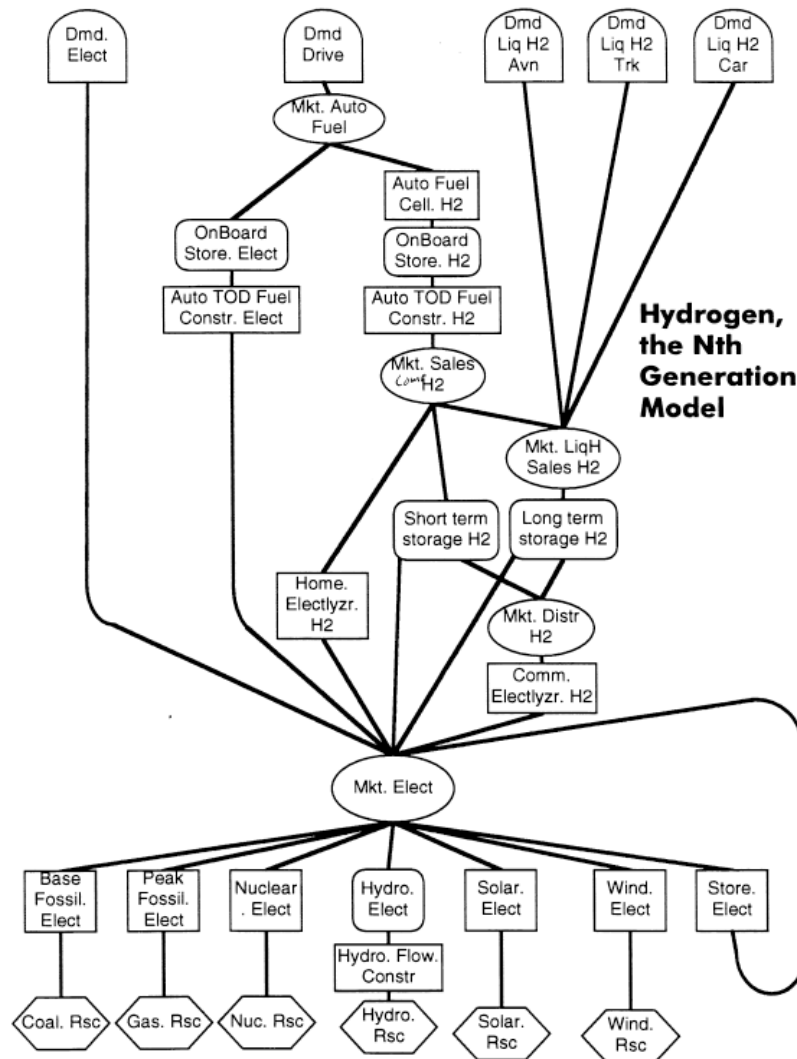 Dmd.
Elect
Dmd
Drive
Dmd
Liq H2
Avn
Dmd
Liq H2
Trk
Dmd
Liq H2
Car
Mkt. Auto
Fuel
Auto Fuel
Cell. H2
OnBoard
Store. Elect
OnBoard
Store. H2
Auto TOD Fuel
Constr. Elect
Auto TOD Fuel
Constr. H2
Hydrogen,
the Nth
Generation
Model
Mkt. Sales
Comp H2
Mkt. LiqH
Sales H2
Short term
storage H2
Long term
storage H2
Home.
Electlyzr.
H2
Mkt. Distr
H2
Comm.
Electlyzr. H2
Mkt. Elect
Base
Fossil.
Elect
Peak
Fossil.
Elect
Nuclear
. Elect
Hydro.
Elect
Solar.
Elect
Wind.
Elect
Store.
Elect
Hydro. Flow.
Constr
Coal. Rsc
Gas. Rsc
Nuc. Rsc
Hydro.
Rsc
Solar.
Rsc
Wind.
Rsc